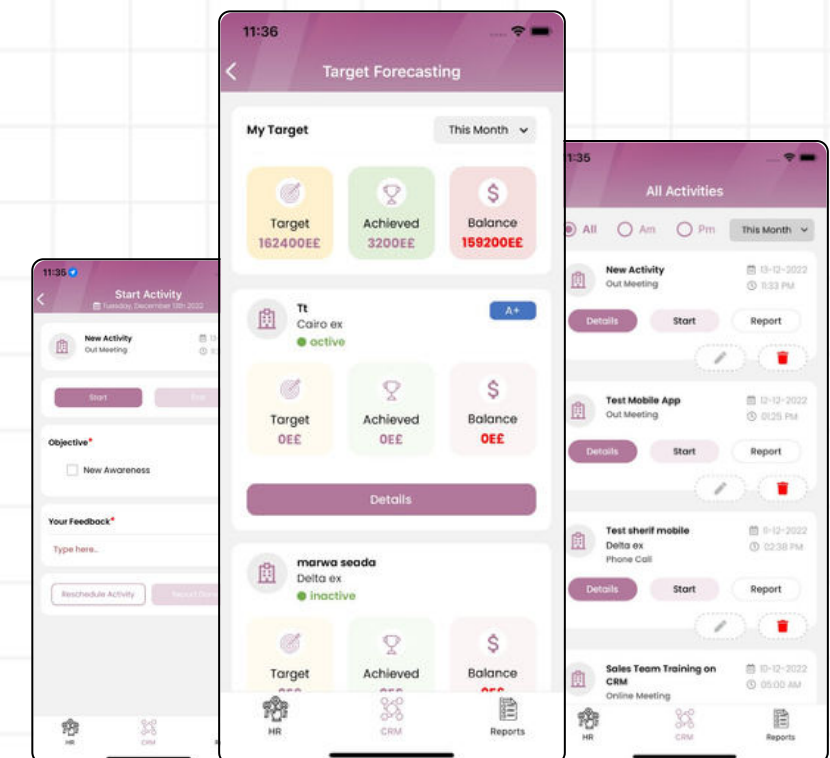 11:35
Start Activity
Tuesday, December 13th 2022
New Activity
Out Meeting
Start
End
Objective*
New Awareness
Your Feedback*
Type here..
Reschedule Activity
HR
CRM
11:36
Target Forecasting
My Target
This Month
Target
Achieved
Balance
162400E£
3200E£
159200E£
Tt
A+
Cairo ex
active
Target
Achieved
Balance
0E£
0E£
0E£
Details
marwa seada
Delta ex
inactive
Target
Achieved
Balance
HR
CRM
Reports
1:35
All Activities
All
Am
Pm
This Month
New Activity
13-12-2022
Out Meeting
11:33 PM
Details
Start
Report
Test Mobile App
12-12-2022
Out Meeting
01:25 PM
Details
Start
Report
Test sherif mobile
11-12-2022
Delta ex
02:38 PM
Phone Call
Details
Start
Report
Sales Team Training on
10-12-2022
CRM
05:00 AM
Online Meeting
HR
CRM
Reports